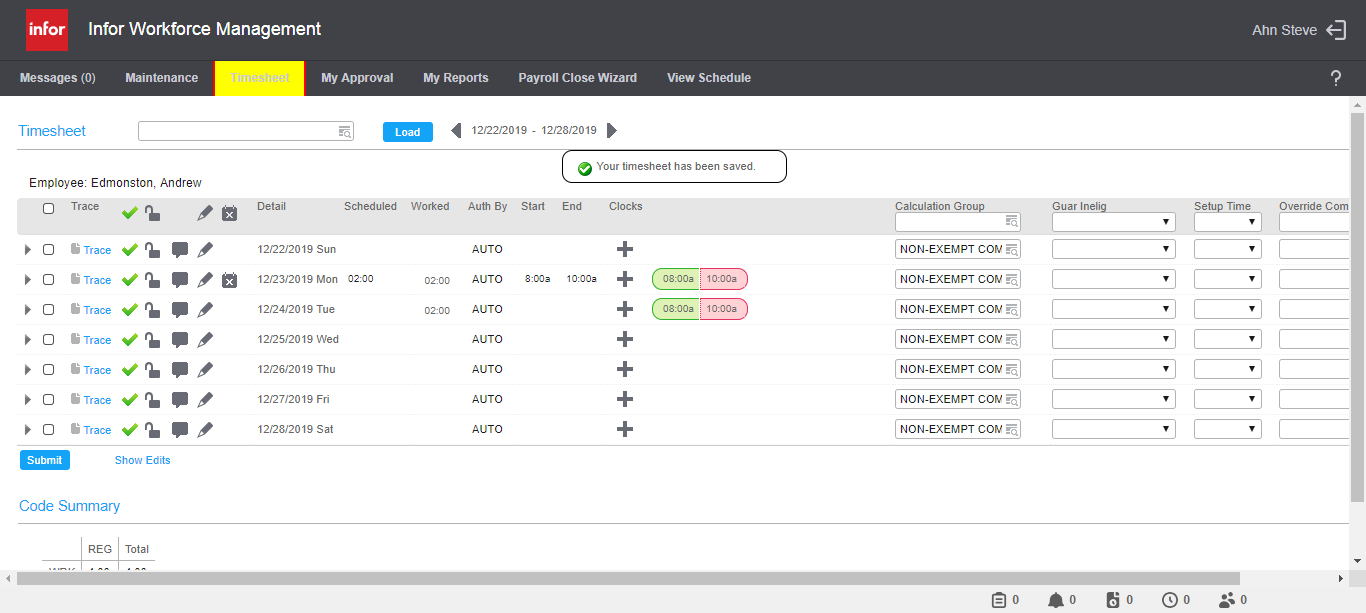 infor Infor Workforce Management Ahn Steve
Messages (0) Maintenance Timesheet My Approval My Reports Payroll Close Wizard View Schedule ?
Timesheet Load 12/22/2019 - 12/28/2019
Your timesheet has been saved.
Employee: Edmonston, Andrew
Trace Detail Scheduled Worked Auth By Start End Clocks Calculation Group Guar Inelig Setup Time Override Com
Trace 12/22/2019 Sun AUTO NON-EXEMPT COM
Trace 12/23/2019 Mon 02:00 02:00 AUTO 8:00a 10:00a 08:00a 10:00a NON-EXEMPT COM
Trace 12/24/2019 Tue 02:00 AUTO 08:00a 10:00a NON-EXEMPT COM
Trace 12/25/2019 Wed AUTO NON-EXEMPT COM
Trace 12/26/2019 Thu AUTO NON-EXEMPT COM
Trace 12/27/2019 Fri AUTO NON-EXEMPT COM
Trace 12/28/2019 Sat AUTO NON-EXEMPT COM
Submit Show Edits
Code Summary
REG Total
0 0 0 0 0